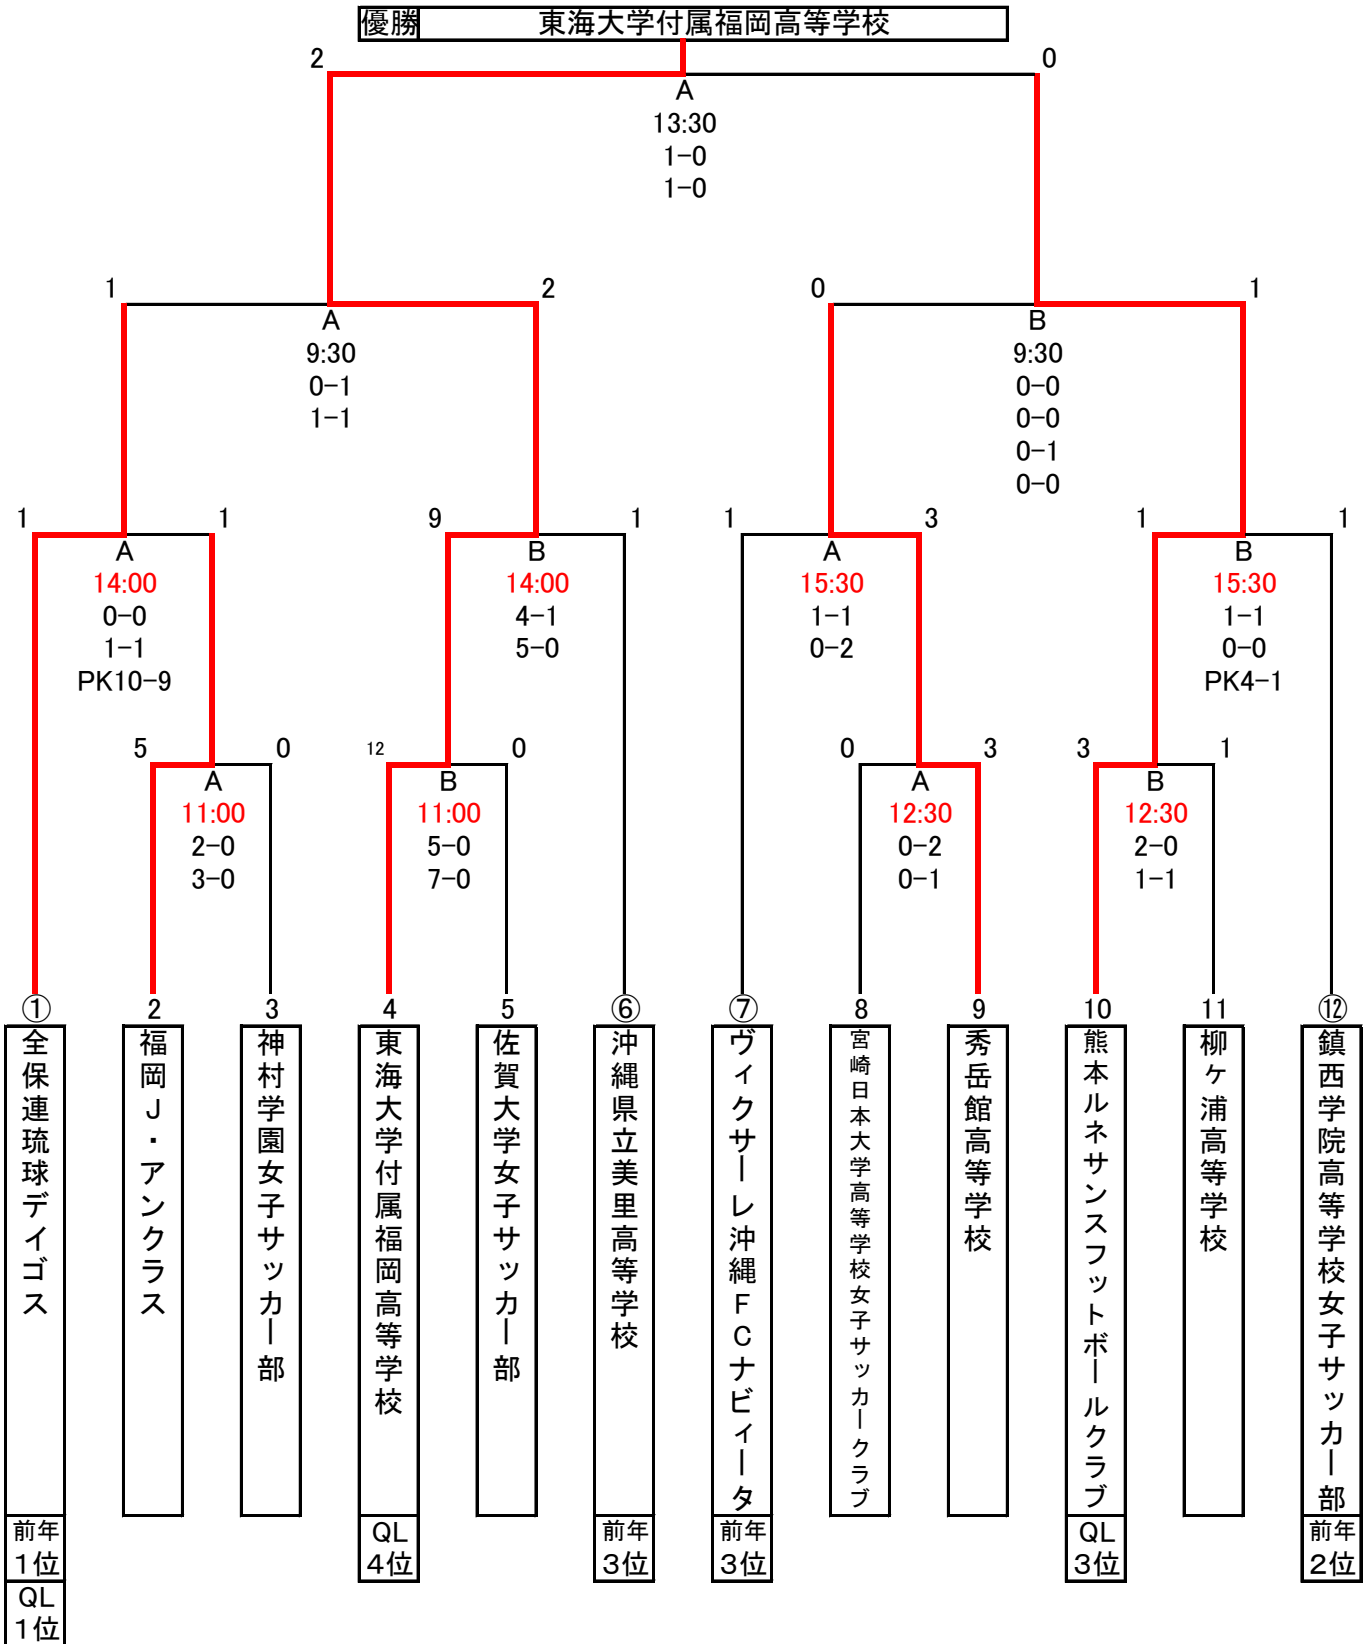 優勝 東海大学付属福岡高等学校
2 0
A
13:30
1-0
1-0
1 2 0 1
A B
9:30 9:30
0-1 0-0
1-1 0-0
0-1
0-0
1 1 9 1 1 3 1 1
A B A B
14:00 14:00 15:30 15:30
0-0 4-1 1-1 1-1
1-1 5-0 0-2 0-0
PK10-9 PK4-1
5 0 12 0 0 3 3 1
A B A B
11:00 11:00 12:30 12:30
2-0 5-0 0-2 2-0
3-0 7-0 0-1 1-1
① 2 3 4 5 ⑥ ⑦ 8 9 10 11 ⑫
全保連琉球デイゴス
福岡J・アンクラス
神村学園女子サッカー部
東海大学付属福岡高等学校
佐賀大学女子サッカー部
沖縄県立美里高等学校
ヴィクサーレ沖縄FCナビィータ
宮崎日本大学高等学校女子サッカークラブ
秀岳館高等学校
熊本ルネサンスフットボールクラブ
柳ヶ浦高等学校
鎮西学院高等学校女子サッカー部
前年 QL 前年 前年 QL 前年
1位 4位 3位 3位 3位 2位
QL
1位